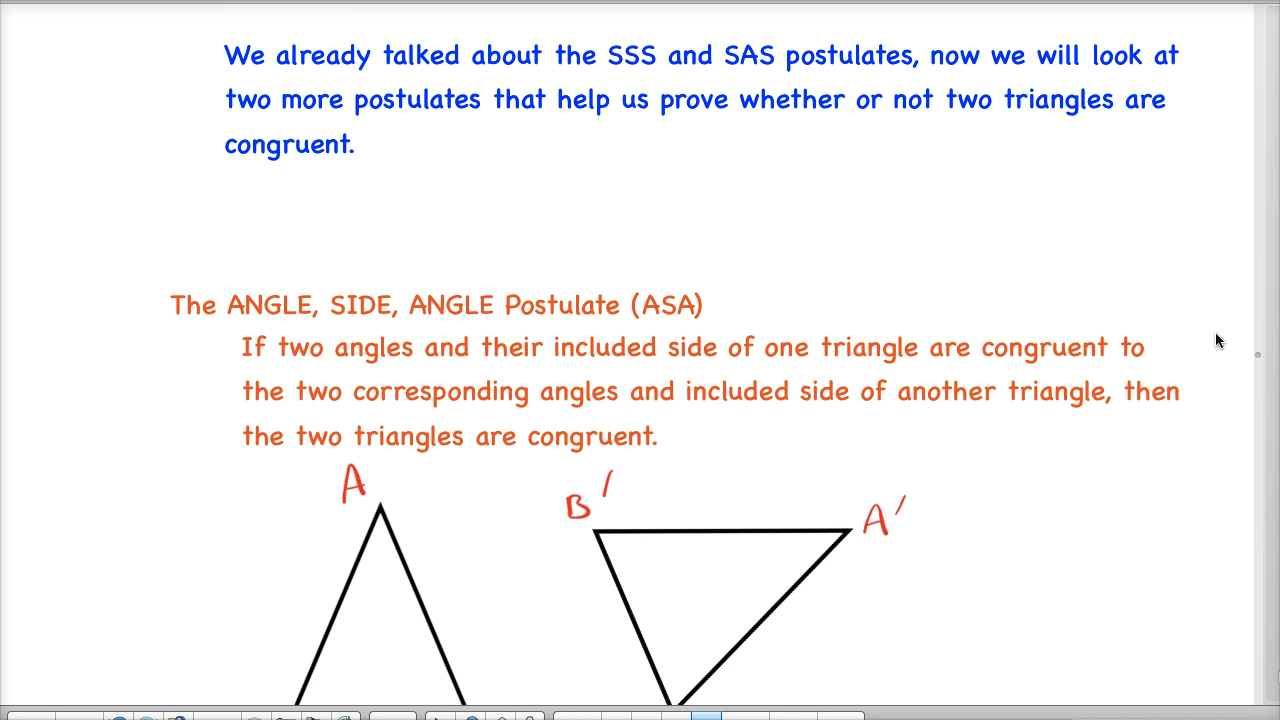 We already talked about the SSS and SAS postulates, now we will look at
two more postulates that help us prove whether or not two triangles are
congruent.
The ANGLE, SIDE, ANGLE Postulate (ASA)
If two angles and their included side of one triangle are congruent to
the two corresponding angles and included side of another triangle, then
the two triangles are congruent.
A
B'
A'